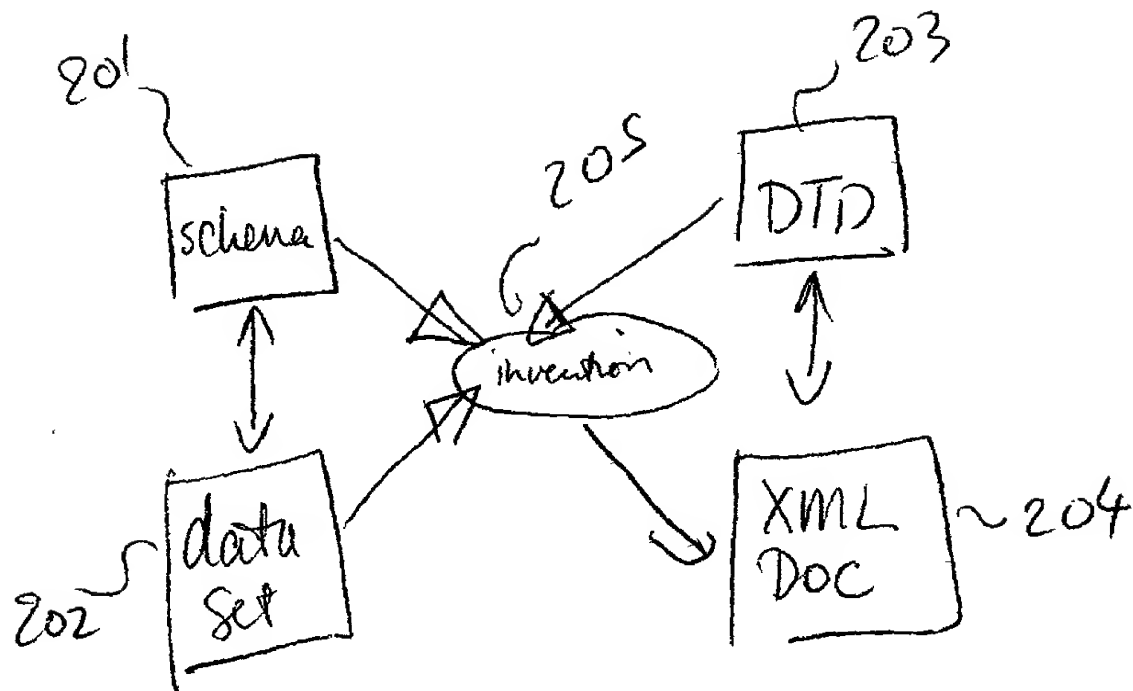 201
203
205
schema
DTD
invention
data
set
XML
DOC
204
202